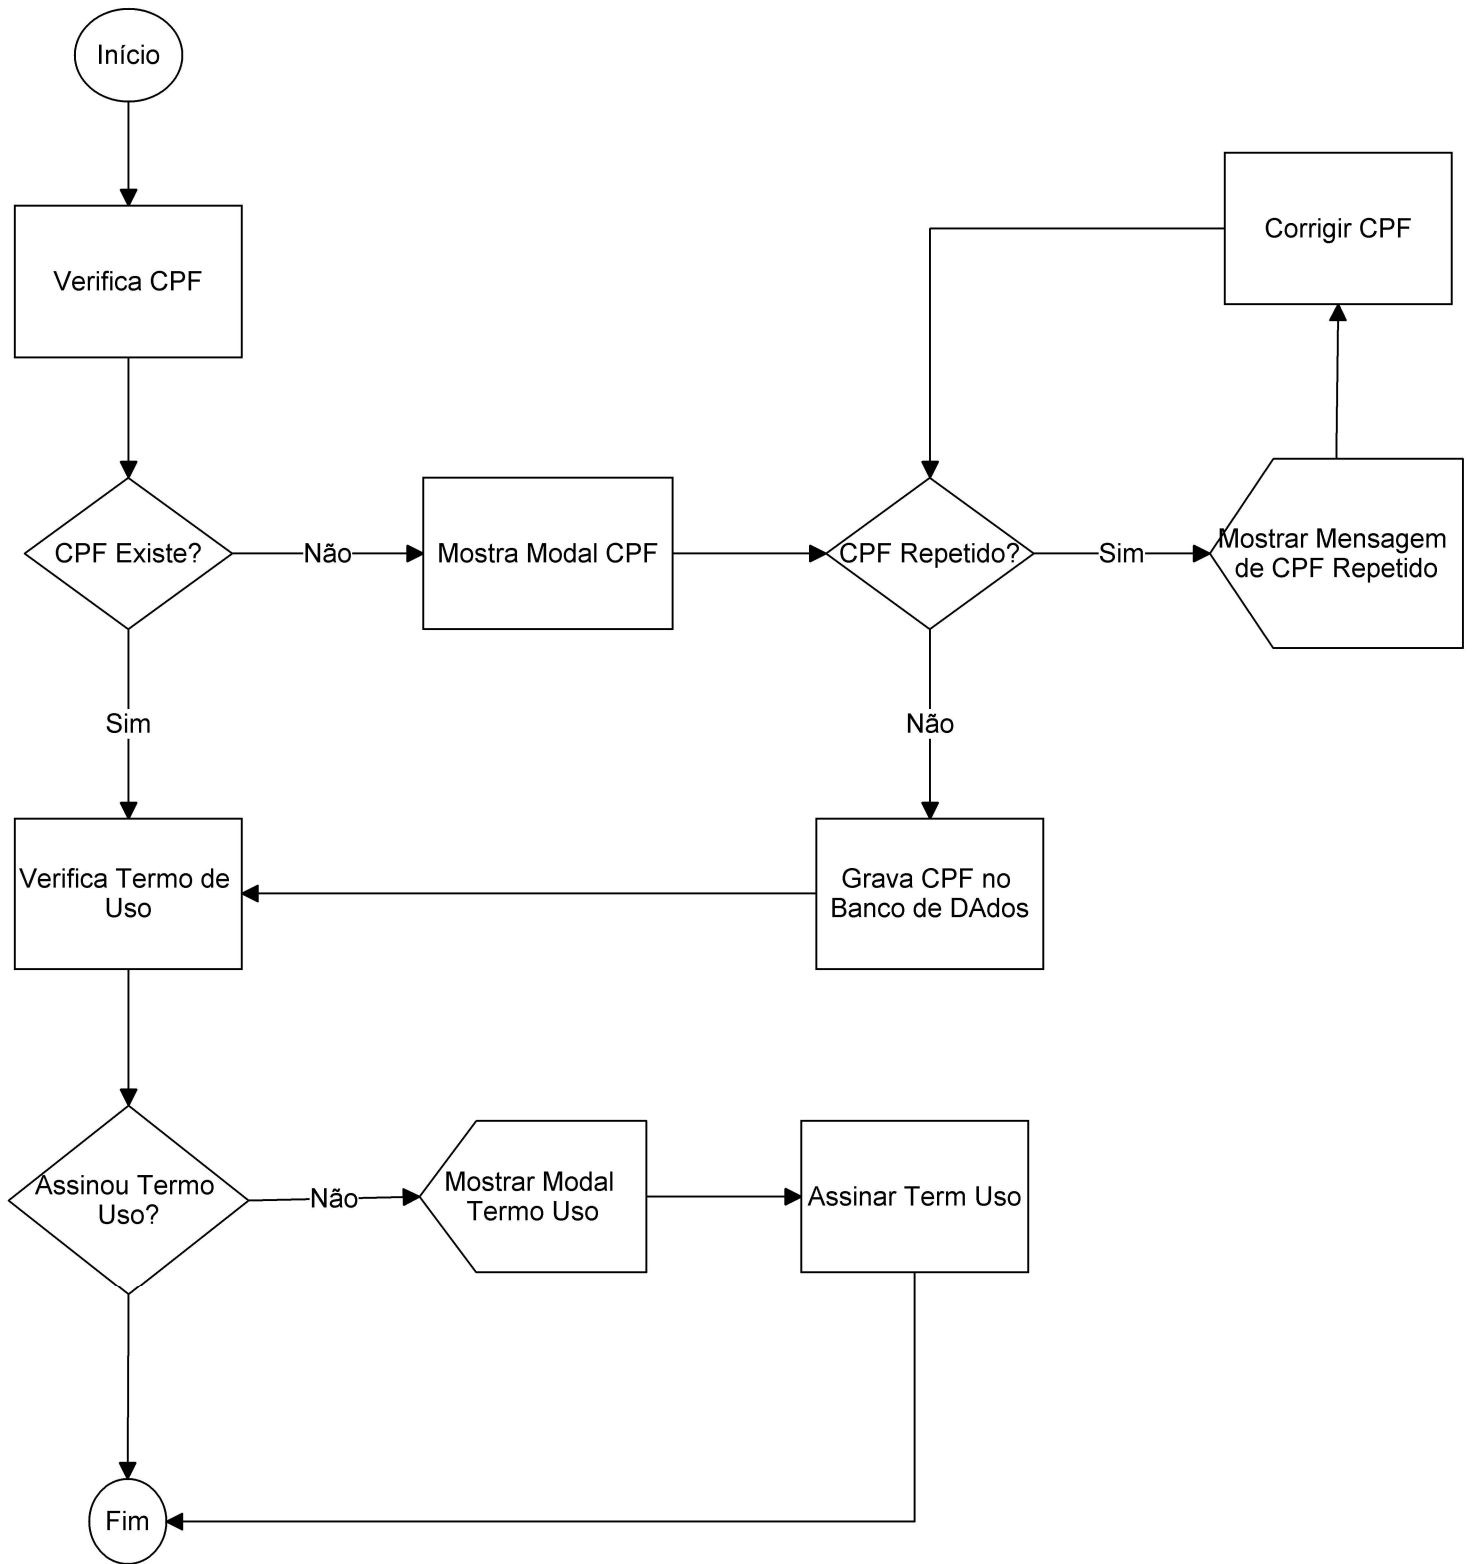 Início
Corrigir CPF
Verifica CPF
CPF Existe?
Não
Mostra Modal CPF
CPF Repetido?
Sim
Mostrar Mensagem
de CPF Repetido
Sim
Não
Verifica Termo de
Uso
Grava CPF no
Banco de DAdos
Assinou Termo
Uso?
Não
Mostrar Modal
Termo Uso
Assinar Term Uso
Fim